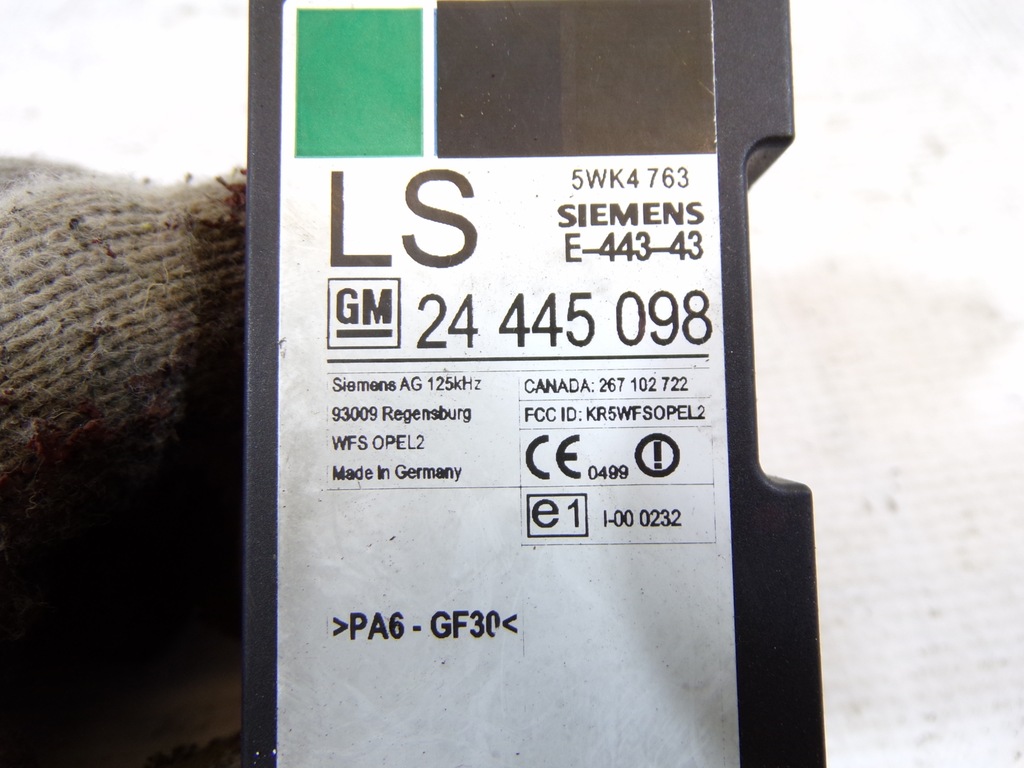 LS
5WK4 763
SIEMENS
E-443-43
GM 24 445 098
Siemens AG 125kHz
93009 Regensburg
WFS OPEL2
Made In Germany
CANADA: 267 102 722
FCC ID: KR5WFSOPEL2
CE 0499
e1 I-00 0232
>PA6 - GF30<